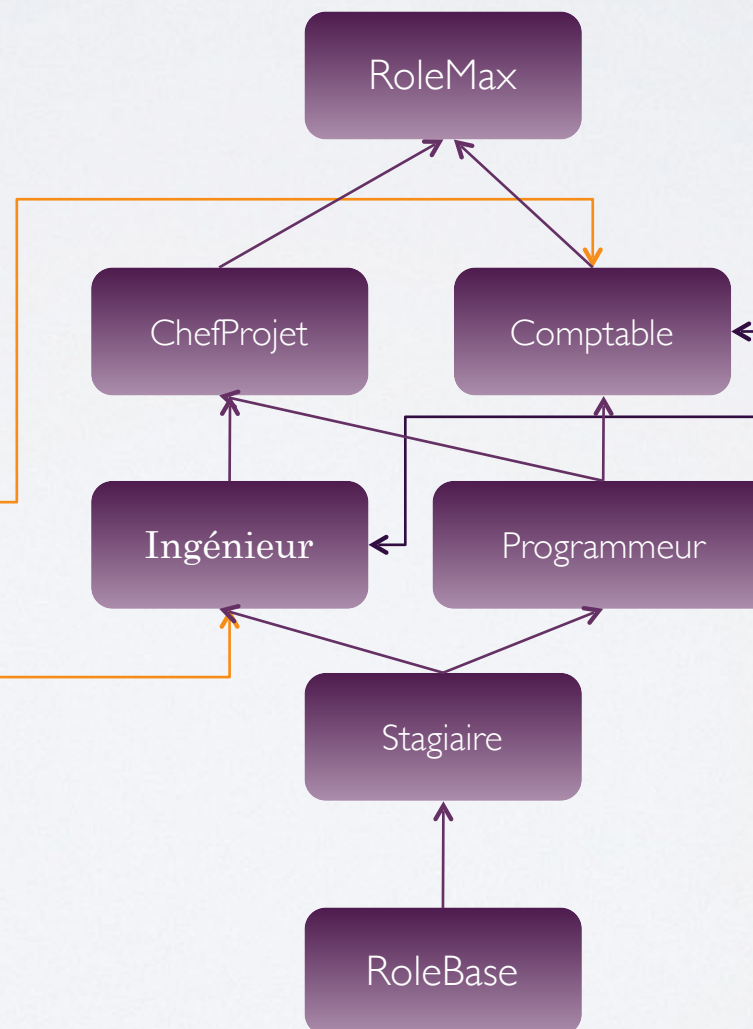 RoleMax
ChefProjet
Comptable
Ingénieur
Programmeur
Stagiaire
RoleBase